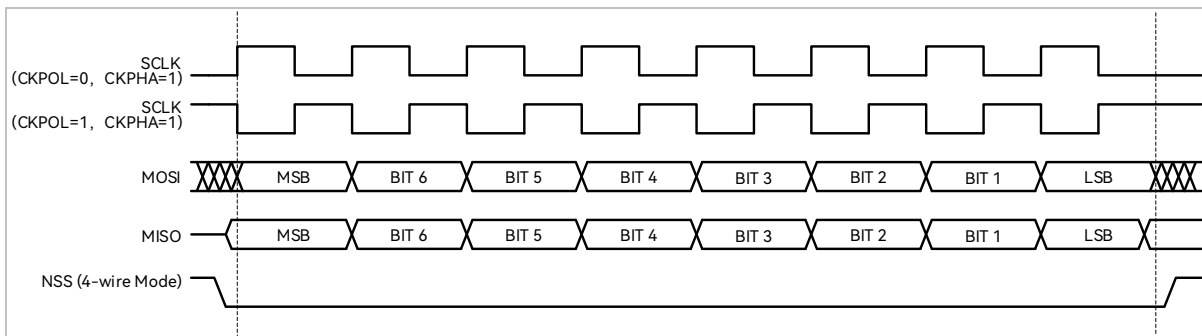 SCLK
(CKPOL=0, CKPHA=1)
SCLK
(CKPOL=1, CKPHA=1)
MOSI MSB BIT 6 BIT 5 BIT 4 BIT 3 BIT 2 BIT 1 LSB
MISO MSB BIT 6 BIT 5 BIT 4 BIT 3 BIT 2 BIT 1 LSB
NSS (4-wire Mode)